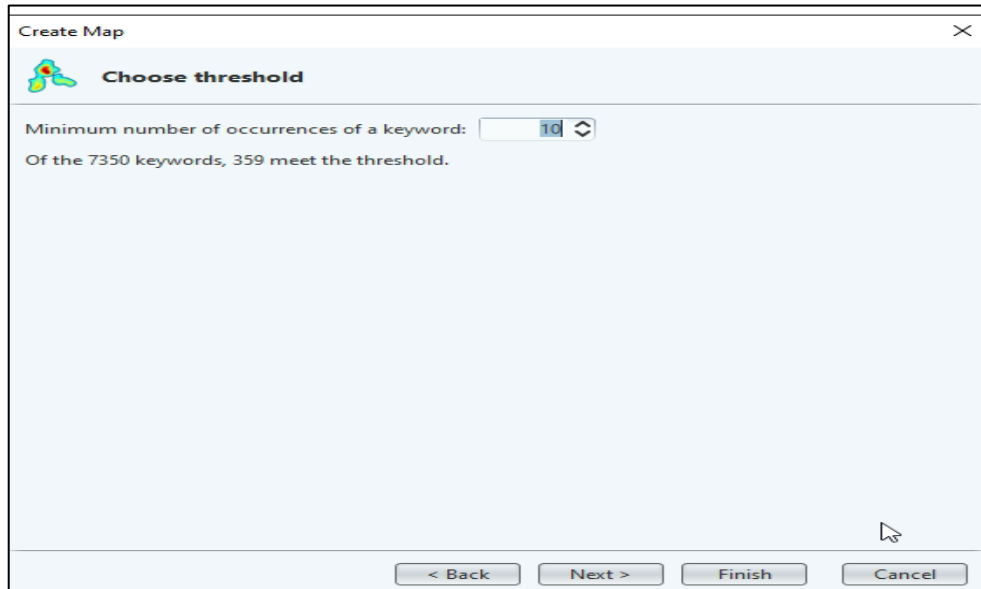 Create Map
Choose threshold
Minimum number of occurrences of a keyword: 10
Of the 7350 keywords, 359 meet the threshold.
< Back Next > Finish Cancel